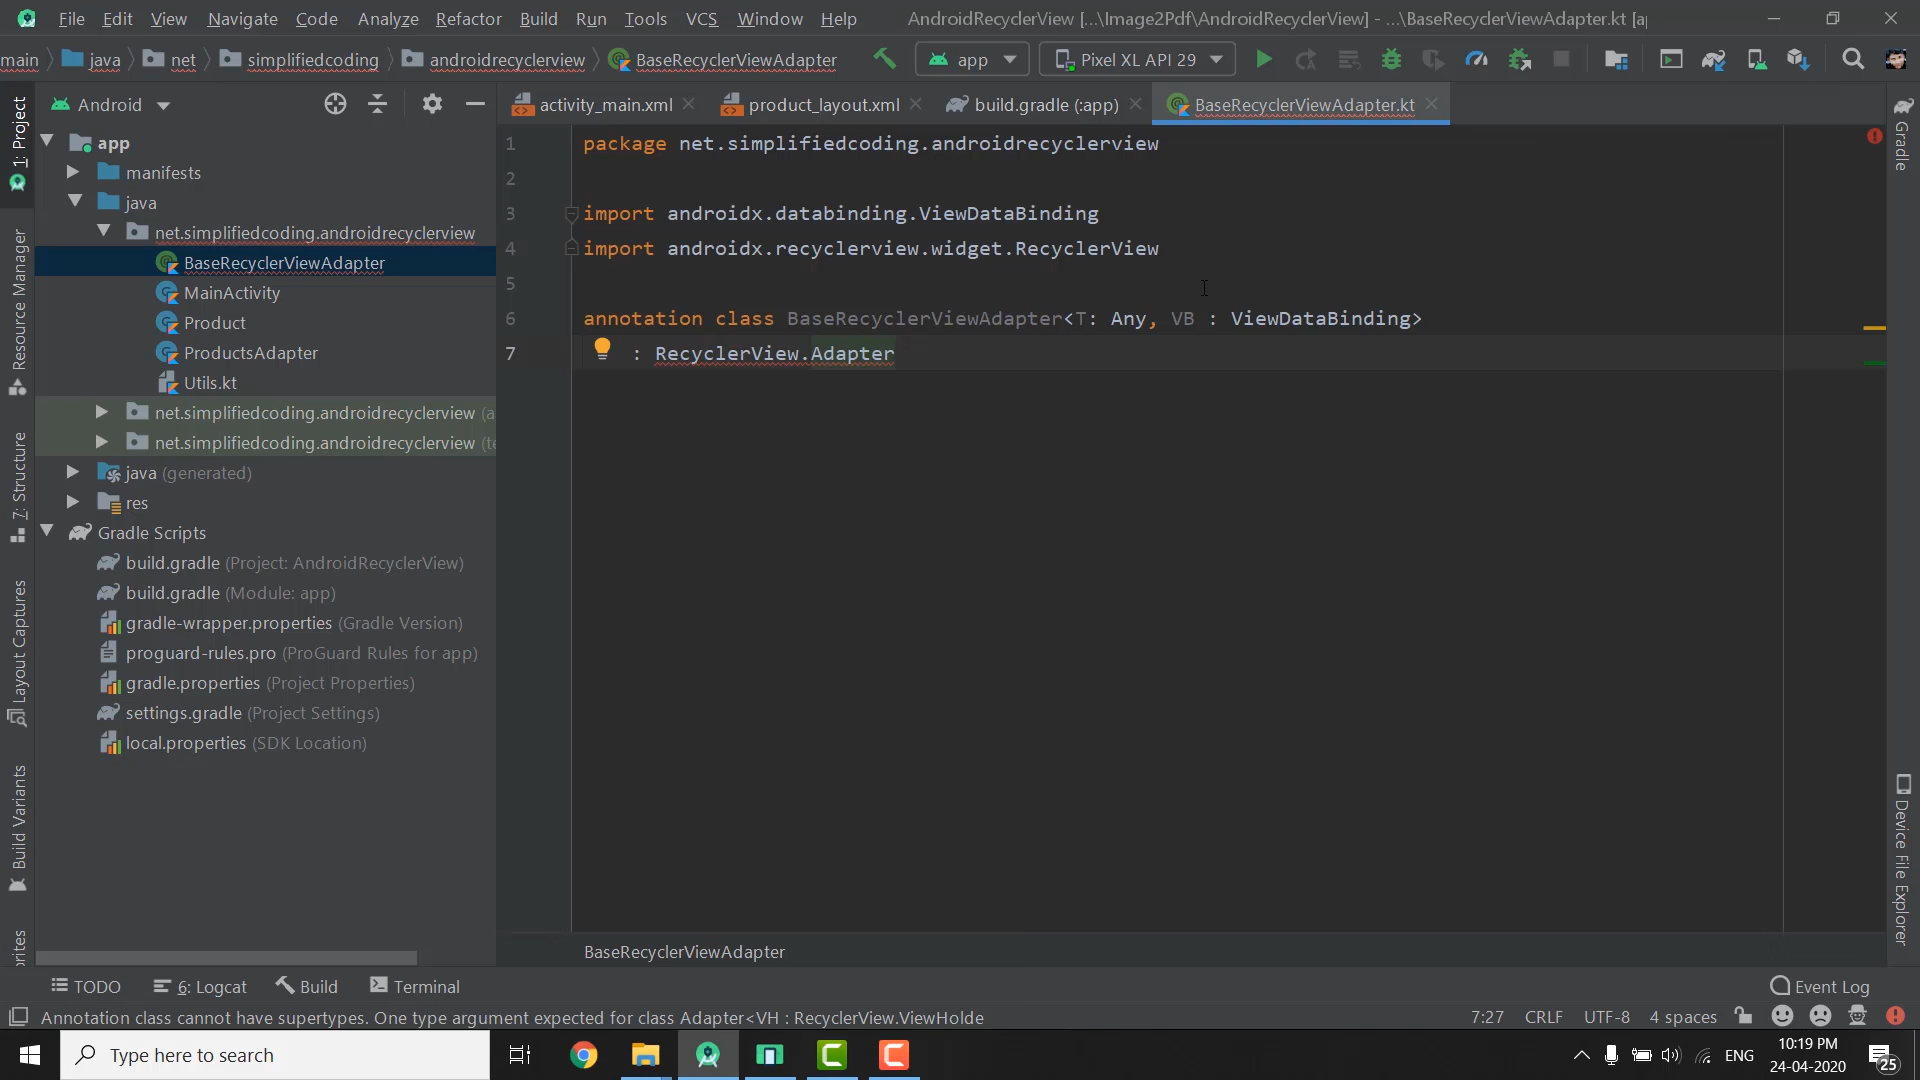 File Edit View Navigate Code Analyze Refactor Build Run Tools VCS Window Help AndroidRecyclerView [...\Image2Pdf\AndroidRecyclerView] - ...\BaseRecyclerViewAdapter.kt [a
main java net simplifiedcoding androidrecyclerview BaseRecyclerViewAdapter app Pixel XL API 29
Android activity_main.xml product_layout.xml build.gradle (:app) BaseRecyclerViewAdapter.kt
1: Project
Resource Manager
7: Structure
Layout Captures
Build Variants
app
manifests
java
net.simplifiedcoding.androidrecyclerview
BaseRecyclerViewAdapter
MainActivity
Product
ProductsAdapter
Utils.kt
net.simplifiedcoding.androidrecyclerview (a
net.simplifiedcoding.androidrecyclerview (te
java (generated)
res
Gradle Scripts
build.gradle (Project: AndroidRecyclerView)
build.gradle (Module: app)
gradle-wrapper.properties (Gradle Version)
proguard-rules.pro (ProGuard Rules for app)
gradle.properties (Project Properties)
settings.gradle (Project Settings)
local.properties (SDK Location)
1 package net.simplifiedcoding.androidrecyclerview
2
3 import androidx.databinding.ViewDataBinding
4 import androidx.recyclerview.widget.RecyclerView
5
6 annotation class BaseRecyclerViewAdapter<T: Any, VB : ViewDataBinding>
7 : RecyclerView.Adapter
Gradle
Device File Explorer
BaseRecyclerViewAdapter
TODO 6: Logcat Build Terminal Event Log
Annotation class cannot have supertypes. One type argument expected for class Adapter<VH : RecyclerView.ViewHolde 7:27 CRLF UTF-8 4 spaces
Type here to search ENG 10:19 PM
24-04-2020 25